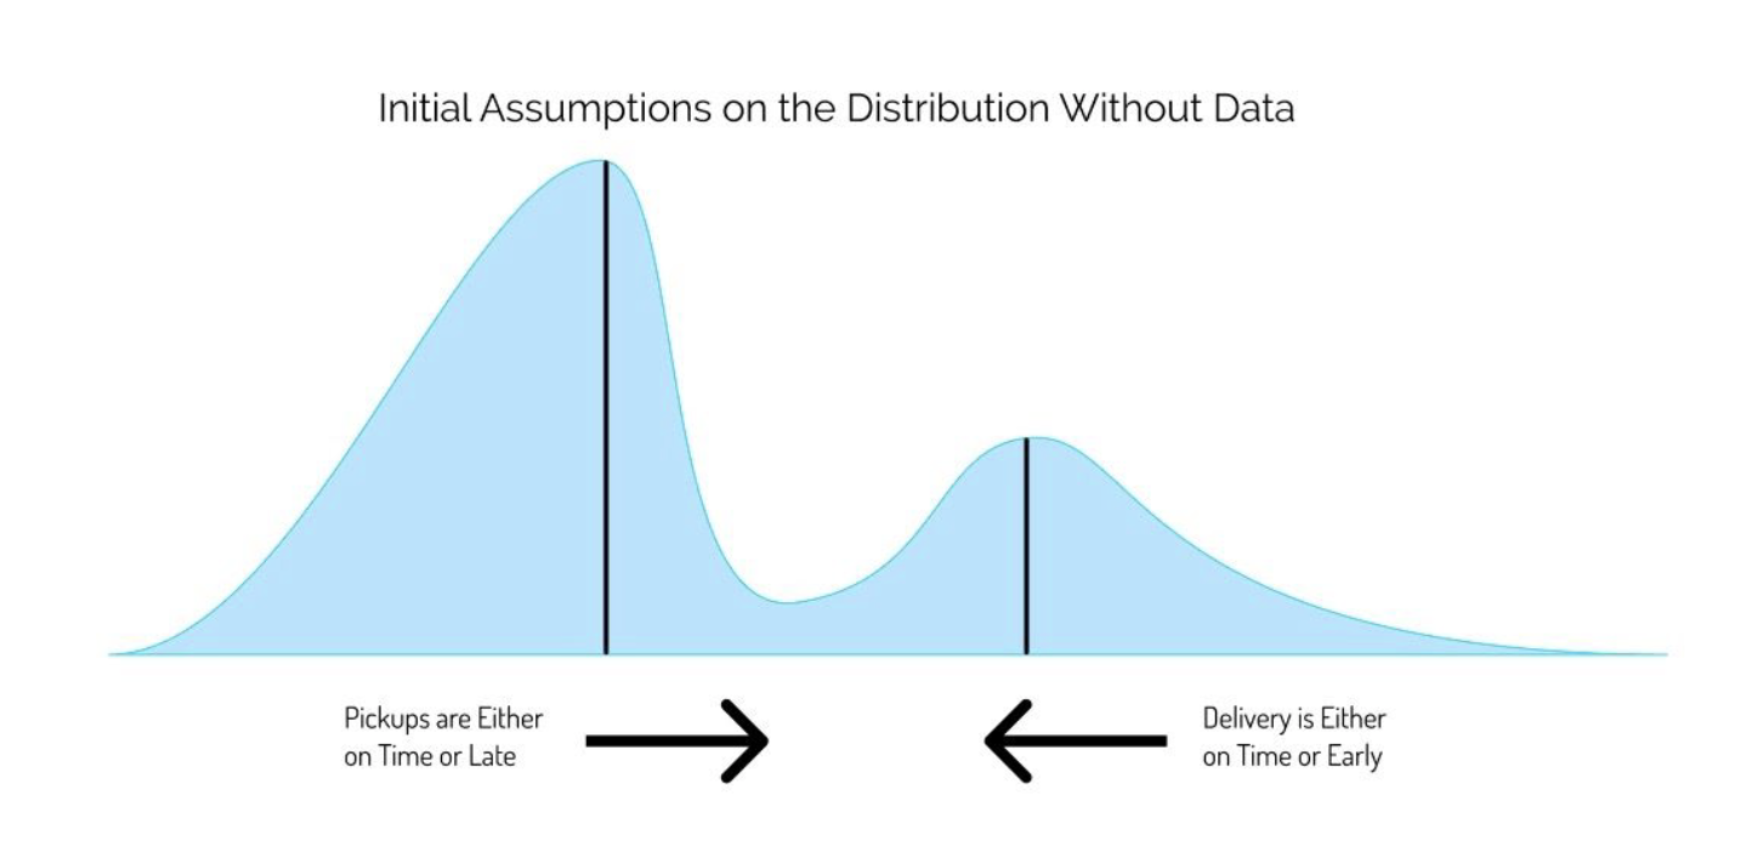 Initial Assumptions on the Distribution Without Data
Pickups are Either
on Time or Late
Delivery is Either
on Time or Early